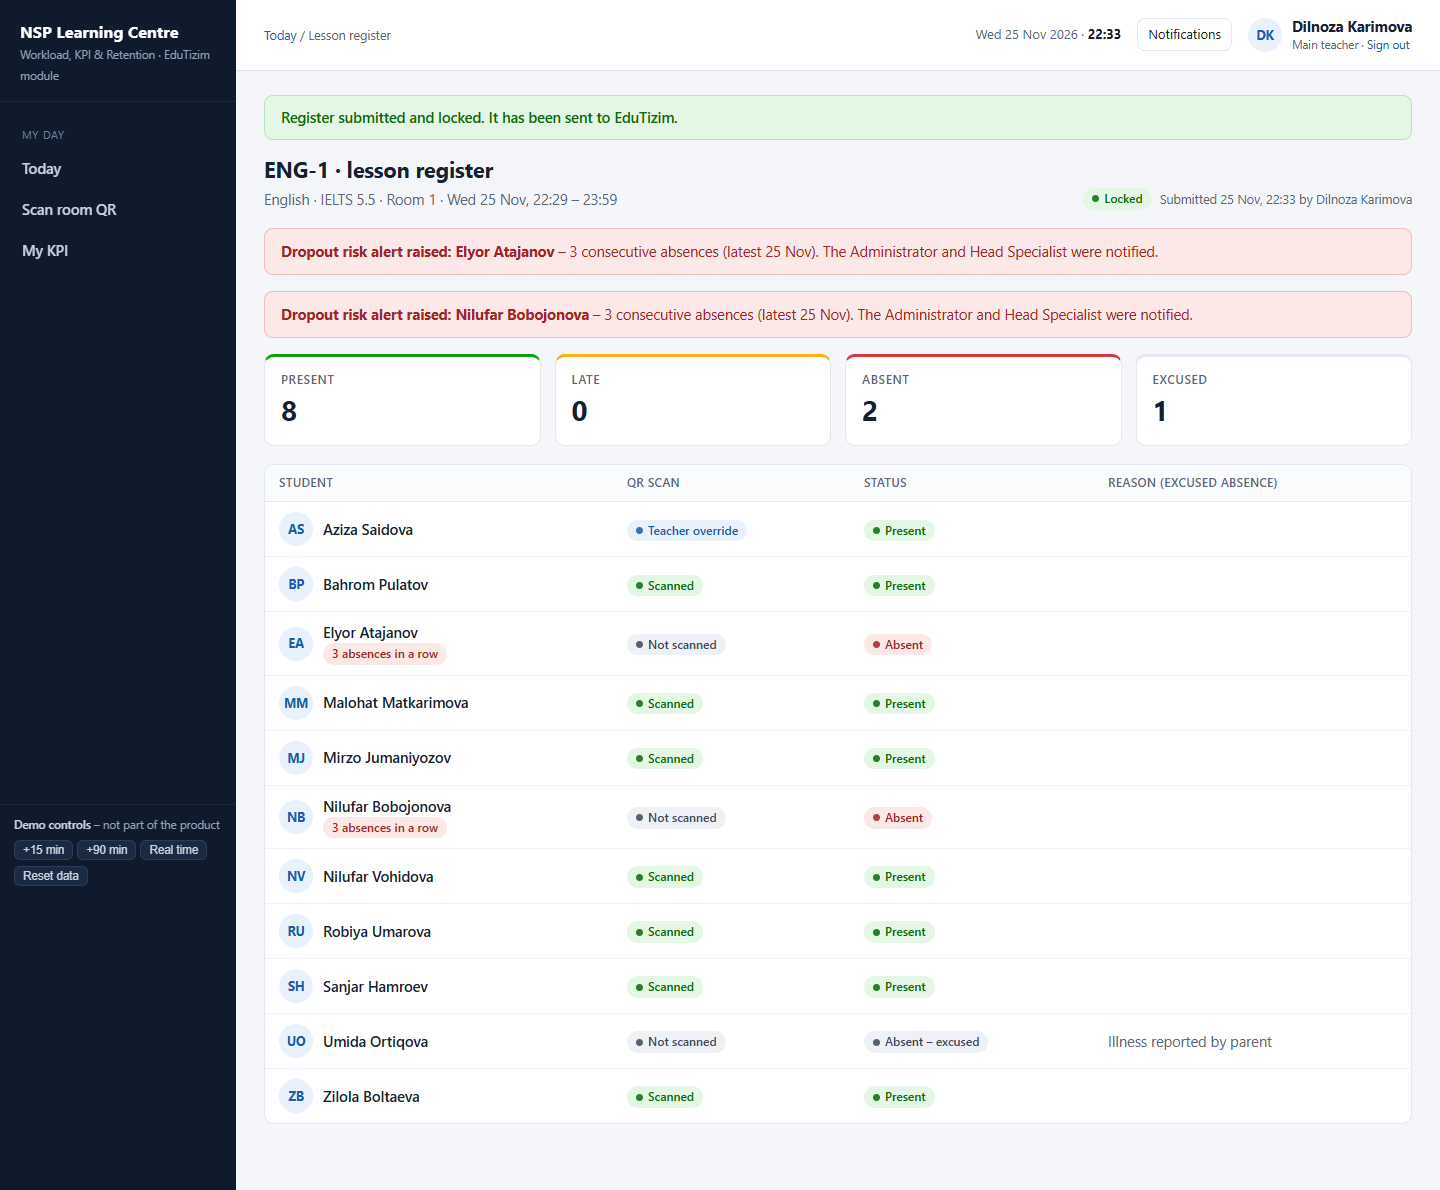 NSP Learning Centre
Workload, KPI & Retention · EduTizim
module
MY DAY
Today
Scan room QR
My KPI
Demo controls – not part of the product
+15 min +90 min Real time
Reset data
Today / Lesson register
Wed 25 Nov 2026 · 22:33
Notifications
DK
Dilnoza Karimova
Main teacher · Sign out
Register submitted and locked. It has been sent to EduTizim.
ENG-1 · lesson register
English · IELTS 5.5 · Room 1 · Wed 25 Nov, 22:29 – 23:59
Locked Submitted 25 Nov, 22:33 by Dilnoza Karimova
Dropout risk alert raised: Elyor Atajanov – 3 consecutive absences (latest 25 Nov). The Administrator and Head Specialist were notified.
Dropout risk alert raised: Nilufar Bobojonova – 3 consecutive absences (latest 25 Nov). The Administrator and Head Specialist were notified.
PRESENT
8
LATE
0
ABSENT
2
EXCUSED
1
STUDENT QR SCAN STATUS REASON (EXCUSED ABSENCE)
AS Aziza Saidova Teacher override Present
BP Bahrom Pulatov Scanned Present
EA Elyor Atajanov Not scanned Absent
3 absences in a row
MM Malohat Matkarimova Scanned Present
MJ Mirzo Jumaniyozov Scanned Present
NB Nilufar Bobojonova Not scanned Absent
3 absences in a row
NV Nilufar Vohidova Scanned Present
RU Robiya Umarova Scanned Present
SH Sanjar Hamroev Scanned Present
UO Umida Ortiqova Not scanned Absent – excused Illness reported by parent
ZB Zilola Boltaeva Scanned Present